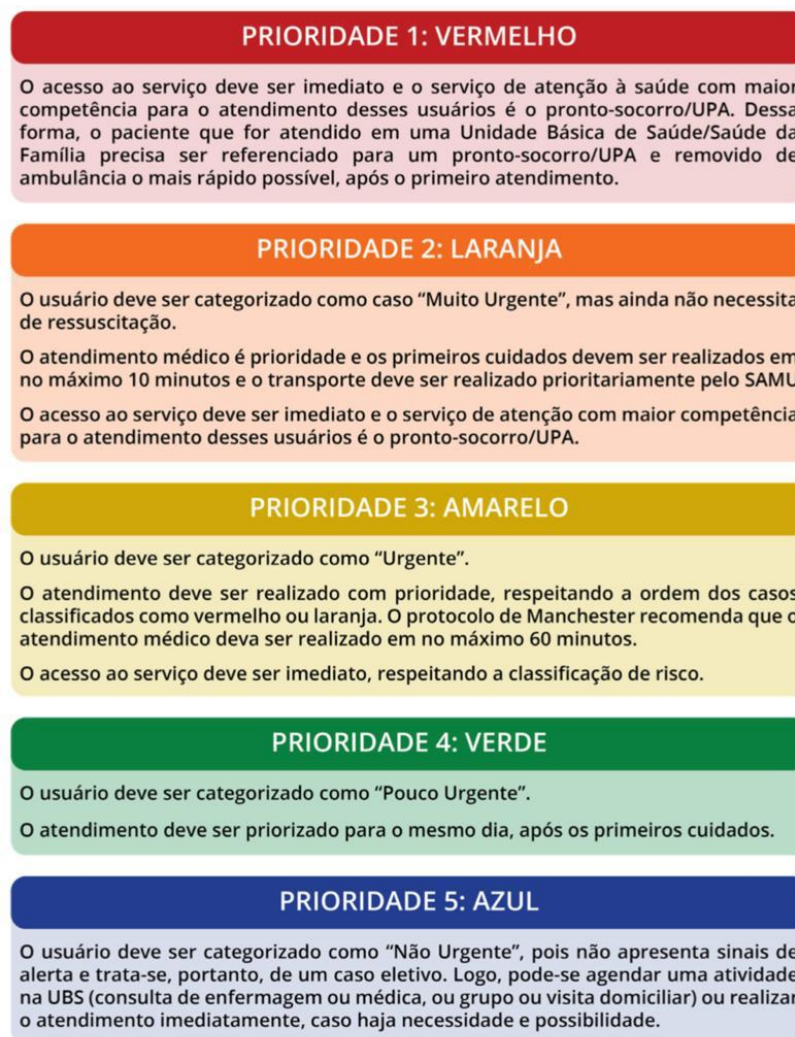 PRIORIDADE 1: VERMELHO
O acesso ao serviço deve ser imediato e o serviço de atenção à saúde com maior
competência para o atendimento desses usuários é o pronto-socorro/UPA. Dessa
forma, o paciente que for atendido em uma Unidade Básica de Saúde/Saúde da
Família precisa ser referenciado para um pronto-socorro/UPA e removido de
ambulância o mais rápido possível, após o primeiro atendimento.
PRIORIDADE 2: LARANJA
O usuário deve ser categorizado como caso “Muito Urgente”, mas ainda não necessita
de ressuscitação.
O atendimento médico é prioridade e os primeiros cuidados devem ser realizados em
no máximo 10 minutos e o transporte deve ser realizado prioritariamente pelo SAMU
O acesso ao serviço deve ser imediato e o serviço de atenção com maior competência
para o atendimento desses usuários é o pronto-socorro/UPA.
PRIORIDADE 3: AMARELO
O usuário deve ser categorizado como “Urgente”.
O atendimento deve ser realizado com prioridade, respeitando a ordem dos casos
classificados como vermelho ou laranja. O protocolo de Manchester recomenda que o
atendimento médico deva ser realizado em no máximo 60 minutos.
O acesso ao serviço deve ser imediato, respeitando a classificação de risco.
PRIORIDADE 4: VERDE
O usuário deve ser categorizado como “Pouco Urgente”.
O atendimento deve ser priorizado para o mesmo dia, após os primeiros cuidados.
PRIORIDADE 5: AZUL
O usuário deve ser categorizado como “Não Urgente”, pois não apresenta sinais de
alerta e trata-se, portanto, de um caso eletivo. Logo, pode-se agendar uma atividade
na UBS (consulta de enfermagem ou médica, ou grupo ou visita domiciliar) ou realizar
o atendimento imediatamente, caso haja necessidade e possibilidade.